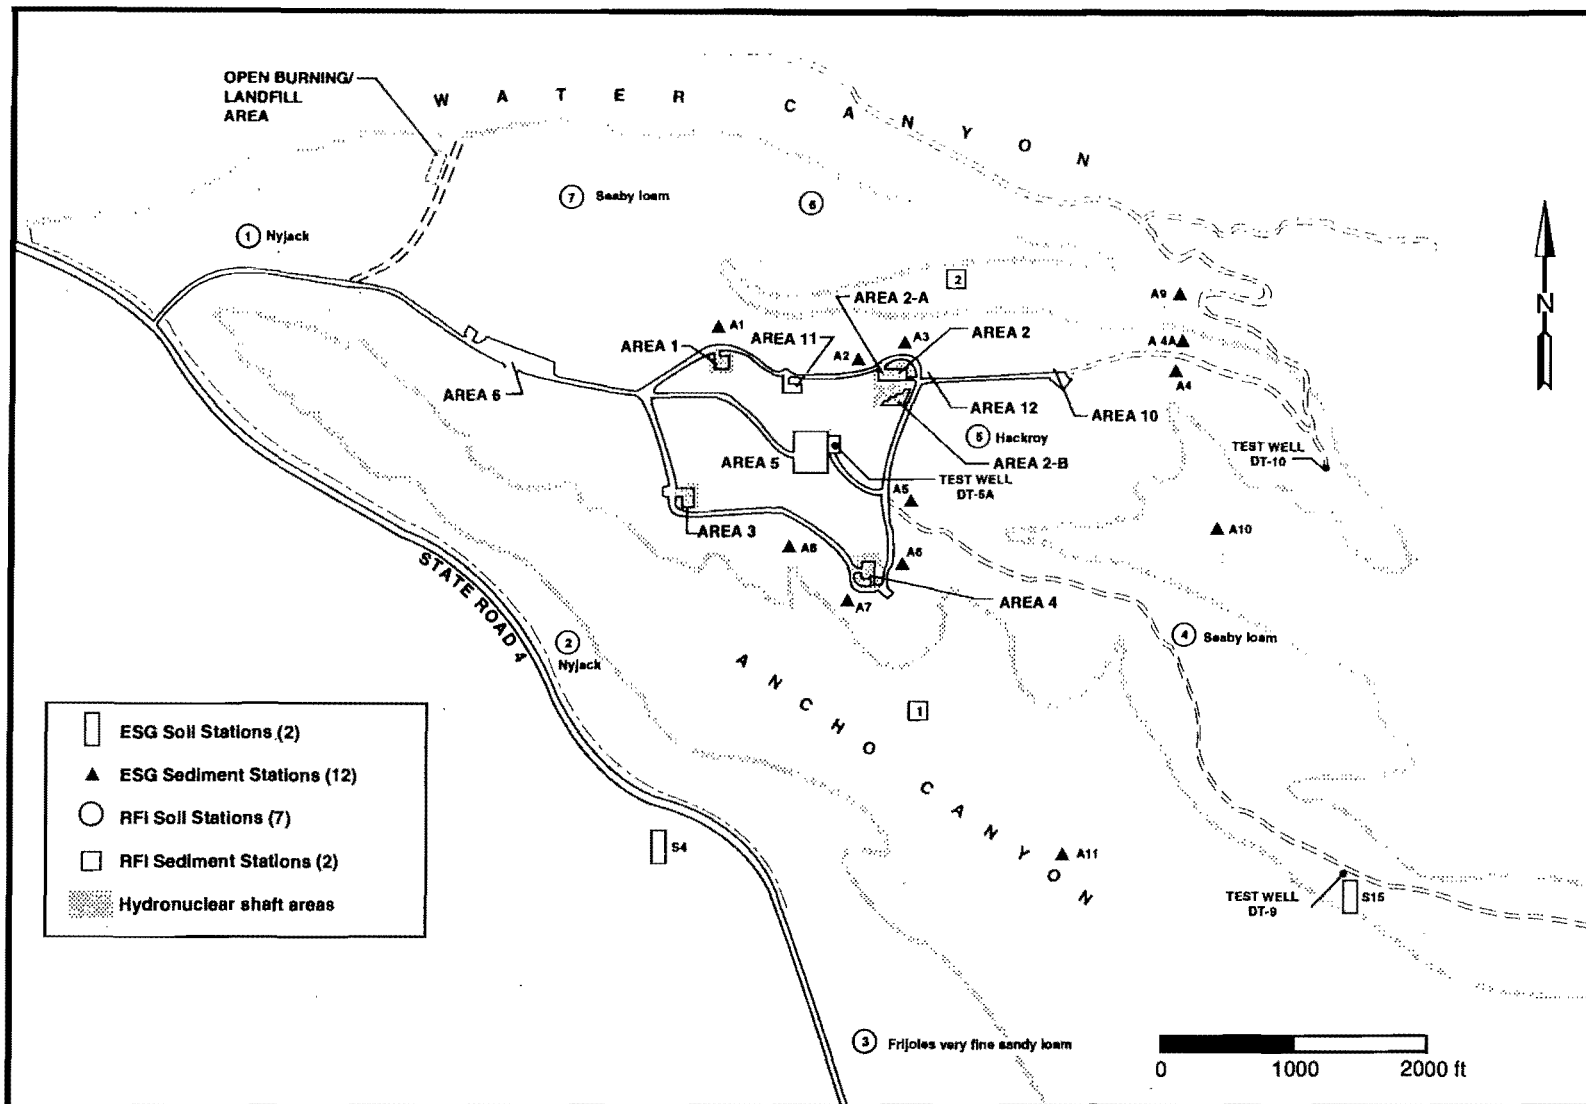 OPEN BURNING/
LANDFILL
AREA
WATER CANYON
7 Seaby loam
6
1 Nyjack
2
A9
AREA 2-A
A1
A3
AREA 2
AREA 11
AREA 1
A2
A 4A
A4
AREA 6
AREA 12
AREA 10
5 Hackroy
TEST WELL
DT-10
AREA 5
AREA 2-B
TEST WELL
DT-5A
A5
A10
AREA 3
A8
A6
STATE ROAD 4
AREA 4
A7
4 Seaby loam
2
Nyjack
ANCHO CANYON
1
ESG Soil Stations (2)
ESG Sediment Stations (12)
RFI Soil Stations (7)
RFI Sediment Stations (2)
Hydronuclear shaft areas
S4
A11
TEST WELL
DT-9
S15
N
3 Frijoles very fine sandy loam
0 1000 2000 ft